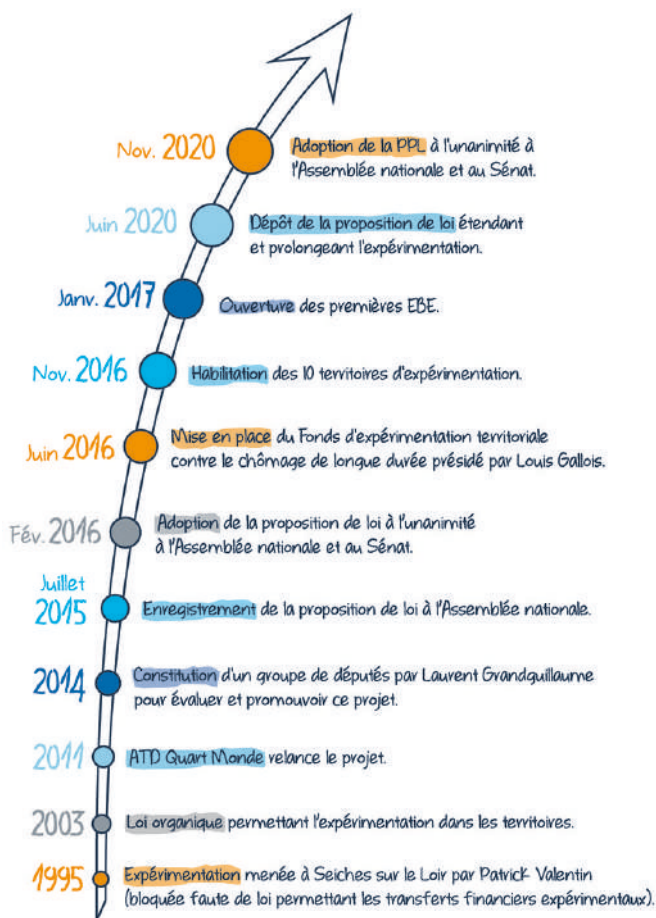 Nov. 2020
Adoption de la PPL à l'unanimité à
l'Assemblée nationale et au Sénat.
Juin 2020
Dépôt de la proposition de loi étendant
et prolongeant l'expérimentation.
Janv. 2017
Ouverture des premières EBE.
Nov. 2016
Habilitation des 10 territoires d'expérimentation.
Juin 2016
Mise en place du Fonds d'expérimentation territoriale
contre le chômage de longue durée présidé par Louis Gallois.
Fév. 2016
Adoption de la proposition de loi à l'unanimité
à l'Assemblée nationale et au Sénat.
Juillet
2015
Enregistrement de la proposition de loi à l'Assemblée nationale.
2014
Constitution d'un groupe de députés par Laurent Grandguillaume
pour évaluer et promouvoir ce projet.
2011
ATD Quart Monde relance le projet.
2003
Loi organique permettant l'expérimentation dans les territoires.
1995
Expérimentation menée à Seiches sur le Loir par Patrick Valentin
(bloquée faute de loi permettant les transferts financiers expérimentaux).